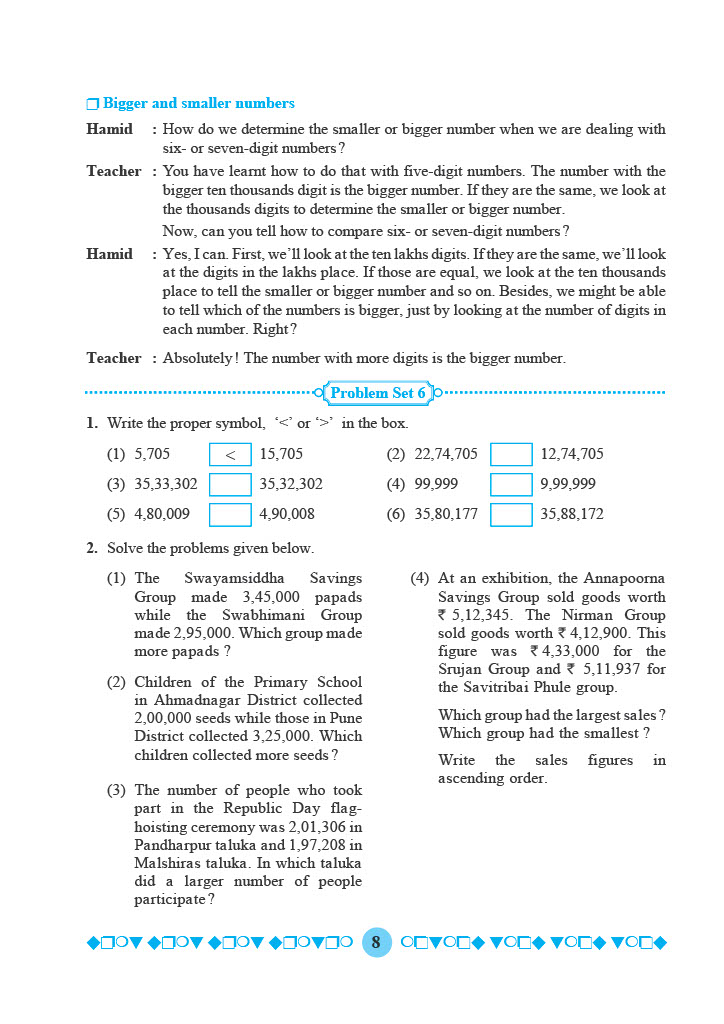 ❐ Bigger and smaller numbers
Hamid : How do we determine the smaller or bigger number when we are dealing with
six- or seven-digit numbers?
Teacher : You have learnt how to do that with five-digit numbers. The number with the
bigger ten thousands digit is the bigger number. If they are the same, we look at
the thousands digits to determine the smaller or bigger number.
Now, can you tell how to compare six- or seven-digit numbers?
Hamid : Yes, I can. First, we'll look at the ten lakhs digits. If they are the same, we'll look
at the digits in the lakhs place. If those are equal, we look at the ten thousands
place to tell the smaller or bigger number and so on. Besides, we might be able
to tell which of the numbers is bigger, just by looking at the number of digits in
each number. Right?
Teacher : Absolutely! The number with more digits is the bigger number.
Problem Set 6
1. Write the proper symbol, ‘<’ or ‘>’ in the box.
(1) 5,705 < 15,705 (2) 22,74,705 12,74,705
(3) 35,33,302 35,32,302 (4) 99,999 9,99,999
(5) 4,80,009 4,90,008 (6) 35,80,177 35,88,172
2. Solve the problems given below.
(1) The Swayamsiddha Savings
Group made 3,45,000 papads
while the Swabhimani Group
made 2,95,000. Which group made
more papads ?
(2) Children of the Primary School
in Ahmadnagar District collected
2,00,000 seeds while those in Pune
District collected 3,25,000. Which
children collected more seeds?
(3) The number of people who took
part in the Republic Day flag-
hoisting ceremony was 2,01,306 in
Pandharpur taluka and 1,97,208 in
Malshiras taluka. In which taluka
did a larger number of people
participate?
(4) At an exhibition, the Annapoorna
Savings Group sold goods worth
₹ 5,12,345. The Nirman Group
sold goods worth ₹ 4,12,900. This
figure was ₹ 4,33,000 for the
Srujan Group and ₹ 5,11,937 for
the Savitribai Phule group.
Which group had the largest sales?
Which group had the smallest ?
Write the sales figures in
ascending order.
8